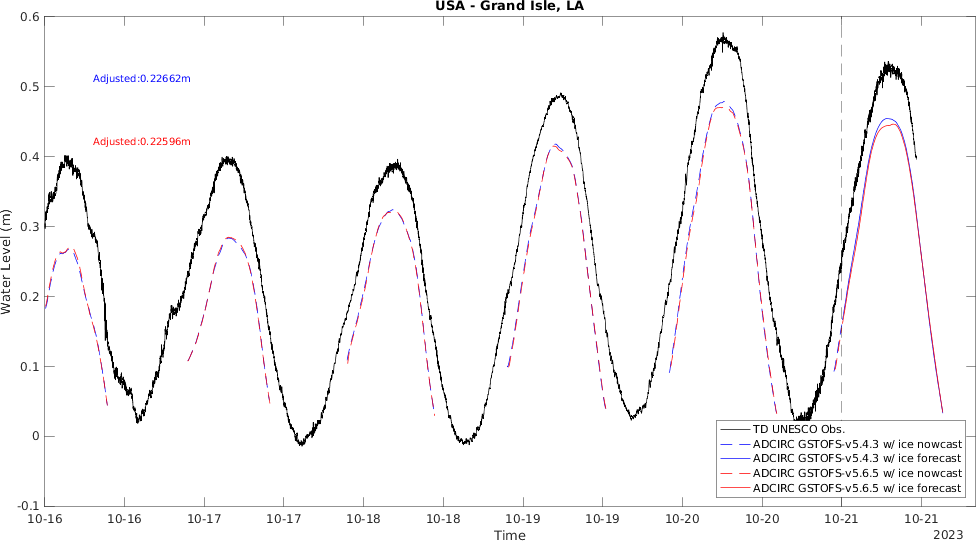 USA - Grand Isle, LA
0.6
0.5
0.4
0.3
0.2
0.1
0
-0.1
Water Level (m)
Adjusted:0.22662m
Adjusted:0.22596m
TD UNESCO Obs.
ADCIRC GSTOFS-v5.4.3 w/ ice nowcast
ADCIRC GSTOFS-v5.4.3 w/ ice forecast
ADCIRC GSTOFS-v5.6.5 w/ ice nowcast
ADCIRC GSTOFS-v5.6.5 w/ ice forecast
10-16 10-16 10-17 10-17 10-18 10-18 10-19 10-19 10-20 10-20 10-21 10-21
Time
2023